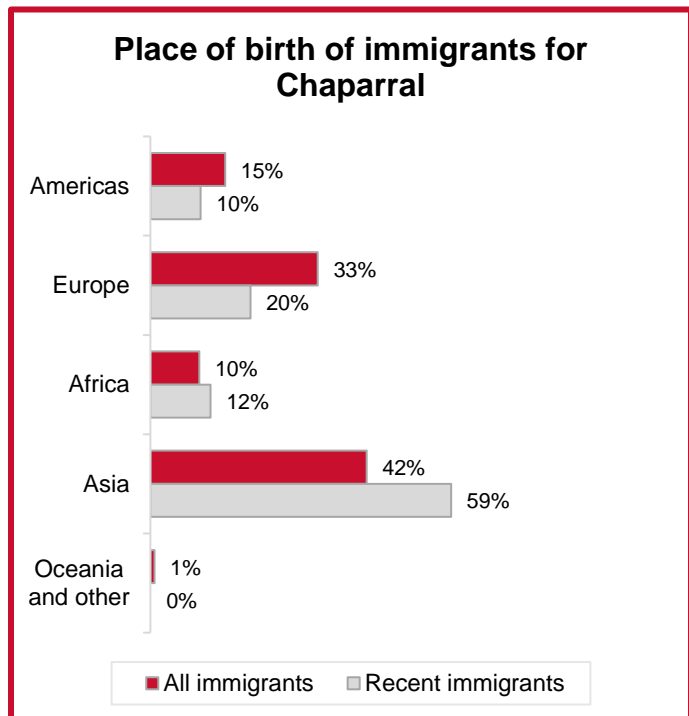 Place of birth of immigrants for
Chaparral
Americas
15%
10%
Europe
33%
20%
Africa
10%
12%
Asia
42%
59%
Oceania
and other
1%
0%
All immigrants
Recent immigrants